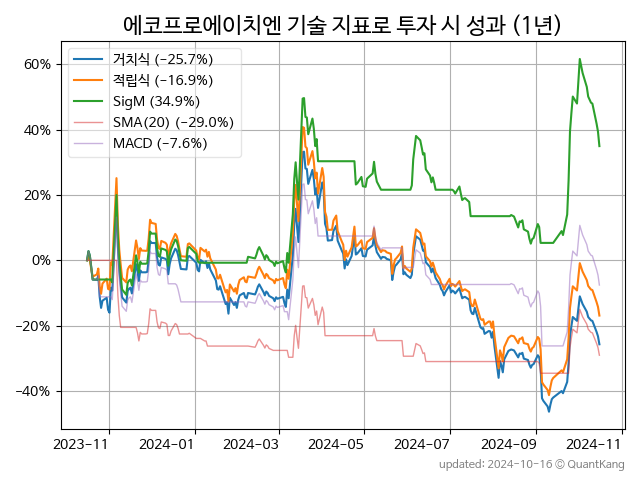 에코프로에이치엔 기술 지표로 투자 시 성과 (1년)
거치식 (−25.7%)
적립식 (−16.9%)
SigM (34.9%)
SMA(20) (−29.0%)
MACD (−7.6%)
60%
40%
20%
0%
−20%
−40%
2023-11 2024-01 2024-03 2024-05 2024-07 2024-09 2024-11
updated: 2024-10-16 © QuantKang